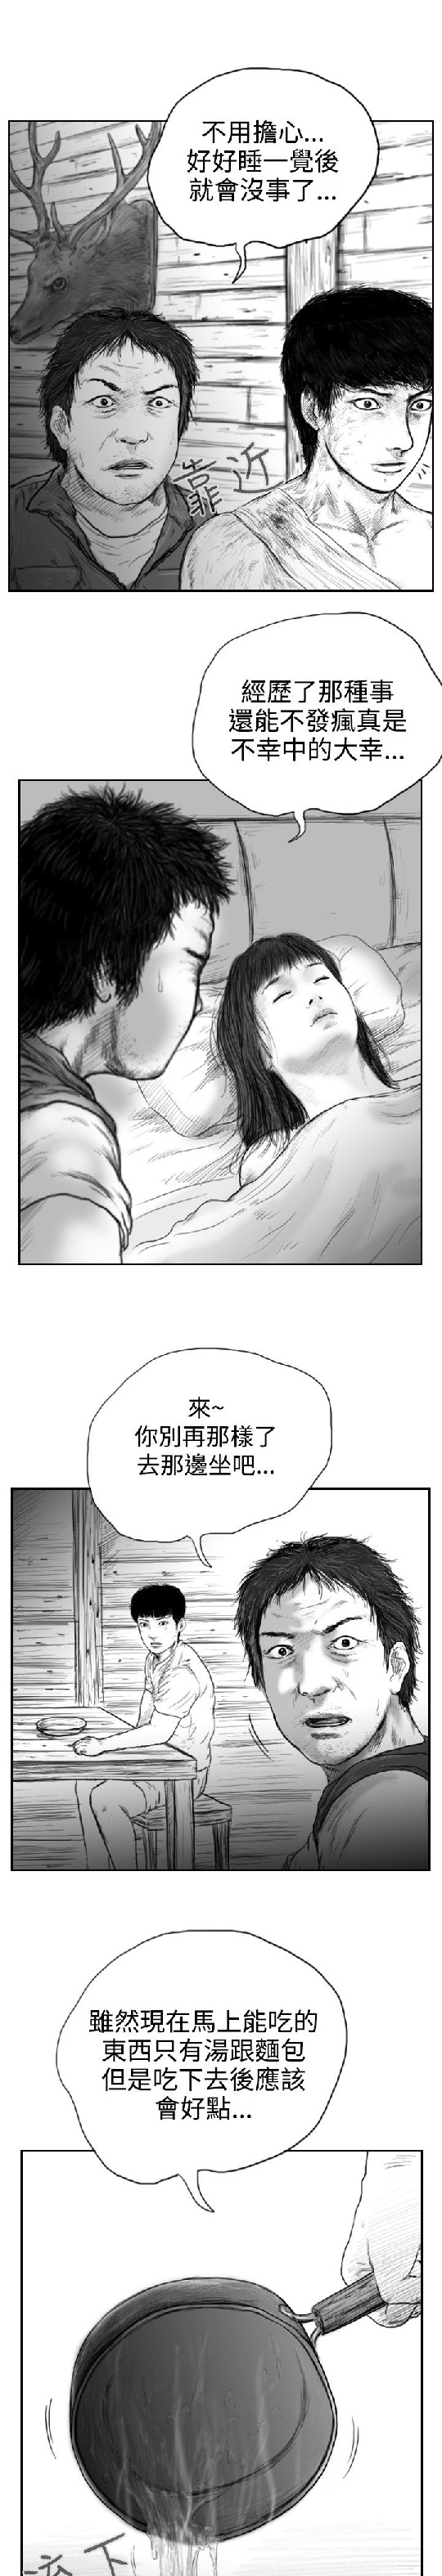 不用擔心...
好好睡一覺後
就會沒事了...
靠近
經歷了那種事
還能不發瘋真是
不幸中的大幸...
來~
你別再那樣了
去那邊坐吧...
雖然現在馬上能吃的
東西只有湯跟麵包
但是吃下去後應該
會好點...
流下